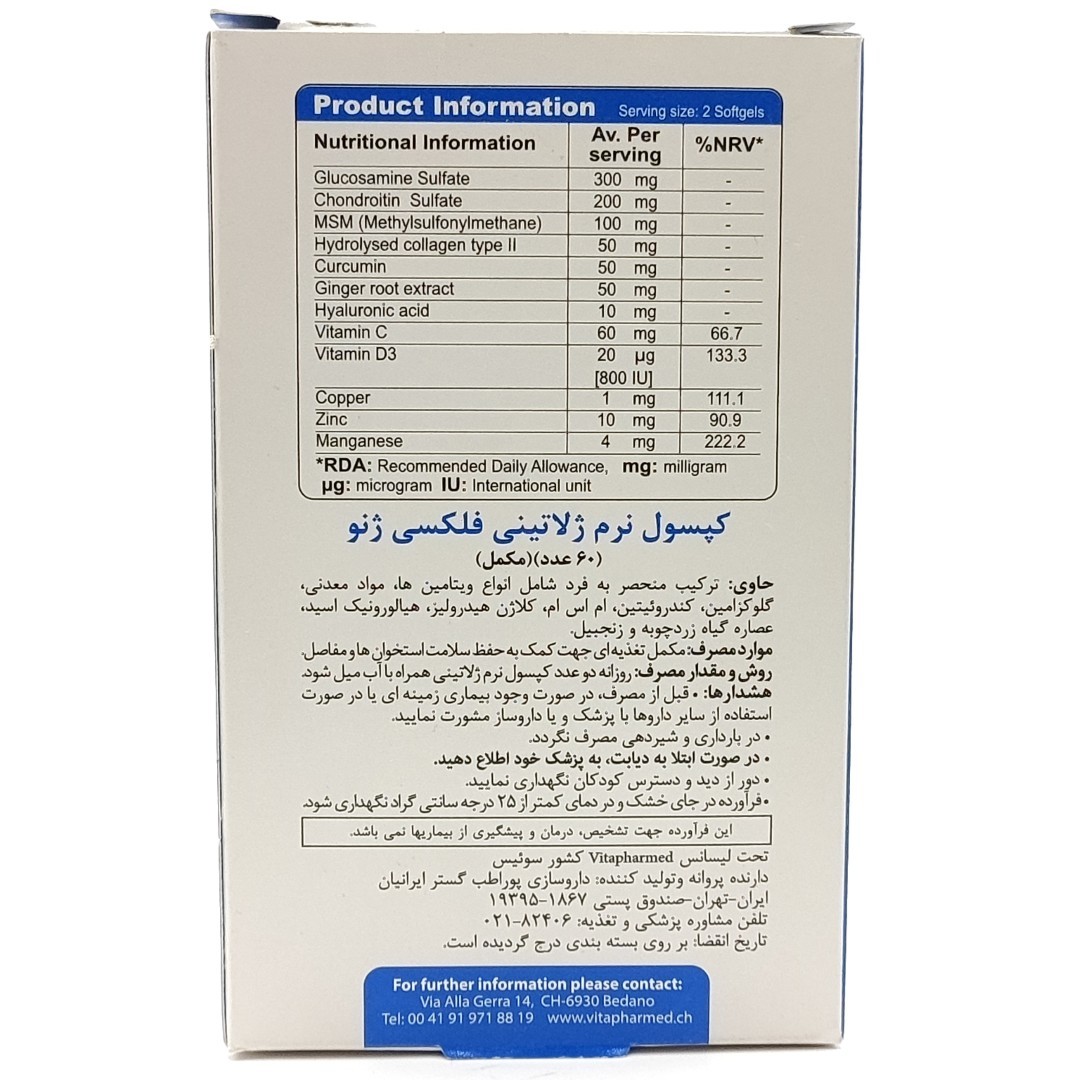 Product Information Serving size: 2 Softgels
Nutritional Information Av. Per serving %NRV*
Glucosamine Sulfate 300 mg -
Chondroitin Sulfate 200 mg -
MSM (Methylsulfonylmethane) 100 mg -
Hydrolysed collagen type II 50 mg -
Curcumin 50 mg -
Ginger root extract 50 mg -
Hyaluronic acid 10 mg -
Vitamin C 60 mg 66.7
Vitamin D3 20 µg 133.3
[800 IU]
Copper 1 mg 111.1
Zinc 10 mg 90.9
Manganese 4 mg 222.2
*RDA: Recommended Daily Allowance, mg: milligram
µg: microgram IU: International unit
کپسول نرم ژلاتینی فلکسی ژنو
(۶۰ عدد)(مکمل)
حاوی: ترکیب منحصر به فرد شامل انواع ویتامین ها، مواد معدنی،
گلوکزامین، کندروئیتین، ام اس ام، کلاژن هیدرولیز، هیالورونیک اسید،
عصاره گیاه زردچوبه و زنجبیل.
موارد مصرف: مکمل تغذیه ای جهت کمک به حفظ سلامت استخوان ها و مفاصل.
روش و مقدار مصرف: روزانه دو عدد کپسول نرم ژلاتینی همراه با آب میل شود.
هشدارها: • قبل از مصرف، در صورت وجود بیماری زمینه ای یا در صورت
استفاده از سایر داروها با پزشک و یا داروساز مشورت نمایید.
• در بارداری و شیردهی مصرف نگردد.
• در صورت ابتلا به دیابت، به پزشک خود اطلاع دهید.
• دور از دید و دسترس کودکان نگهداری نمایید.
•فرآورده در جای خشک و در دمای کمتر از ۲۵ درجه سانتی گراد نگهداری شود.
این فرآورده جهت تشخیص، درمان و پیشگیری از بیماریها نمی باشد.
تحت لیسانس Vitapharmed کشور سوئیس
دارنده پروانه وتولید کننده: داروسازی پوراطب گستر ایرانیان
ایران-تهران-صندوق پستی ۱۸۶۷-۱۹۳۹۵
تلفن مشاوره پزشکی و تغذیه: ۸۲۴۰۶-۰۲۱
تاریخ انقضا: بر روی بسته بندی درج گردیده است.
For further information please contact:
Via Alla Gerra 14, CH-6930 Bedano
Tel: 00 41 91 971 88 19 www.vitapharmed.ch